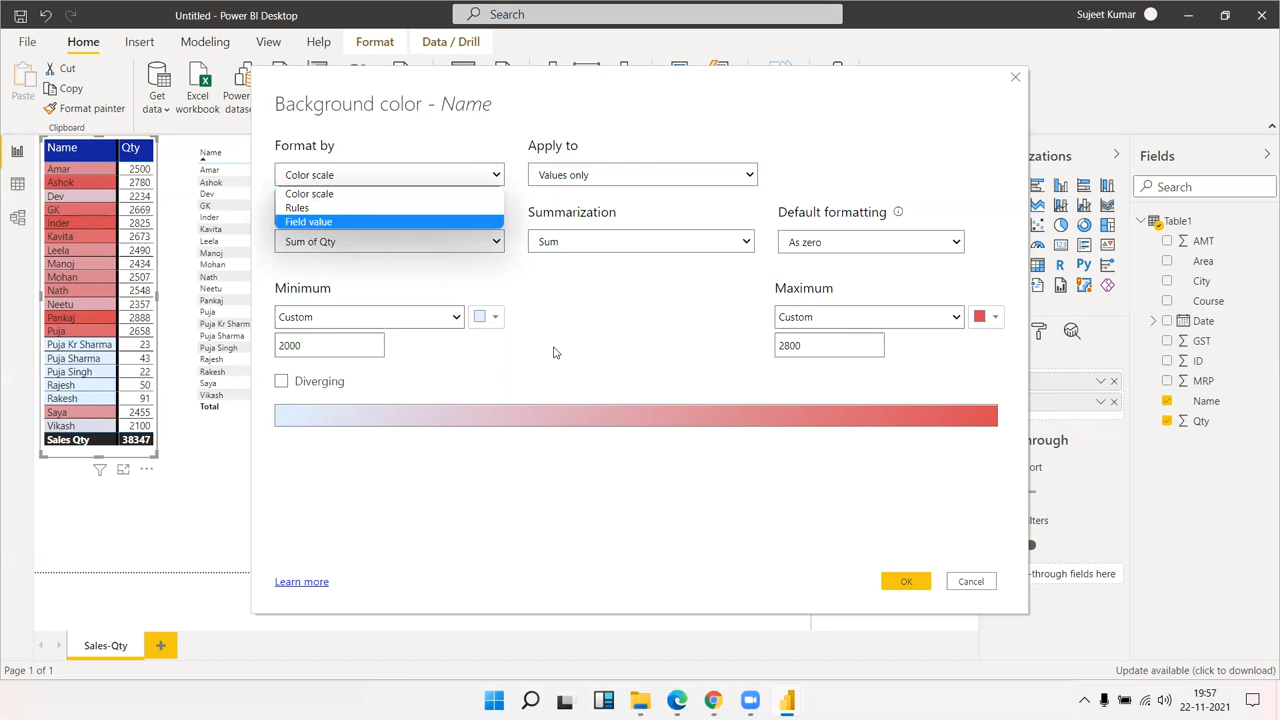 Untitled - Power BI Desktop
Search
Sujeet Kumar
File
Home
Insert
Modeling
View
Help
Format
Data / Drill
Paste
Cut
Copy
Format painter
Clipboard
Get
data
Excel
workbook
Power
datase
Name Qty
Amar 2500
Ashok 2780
Dev 2234
GK 2669
Inder 2825
Kavita 2673
Leela 2490
Manoj 2434
Mohan 2507
Nath 2548
Neetu 2357
Pankaj 2888
Puja 2658
Puja Kr Sharma 23
Puja Sharma 43
Puja Singh 22
Rajesh 50
Rakesh 91
Saya 2455
Vikash 2100
Sales Qty 38347
Name
Amar
Ashok
Dev
GK
Inder
Kavita
Leela
Manoj
Mohan
Nath
Neetu
Pankaj
Puja
Puja Kr Sharm
Puja Sharma
Puja Singh
Rajesh
Rakesh
Saya
Vikash
Total
Background color - Name
Format by
Color scale
Color scale
Rules
Field value
Sum of Qty
Apply to
Values only
Summarization
Sum
Default formatting
As zero
Minimum
Custom
2000
Maximum
Custom
2800
Diverging
Learn more
OK
Cancel
zations
R
Py
ort
ilters
through
-through fields here
Fields
Search
Table1
AMT
Area
City
Course
Date
GST
ID
MRP
Name
Qty
Sales-Qty
Page 1 of 1
Update available (click to download)
19:57
22-11-2021